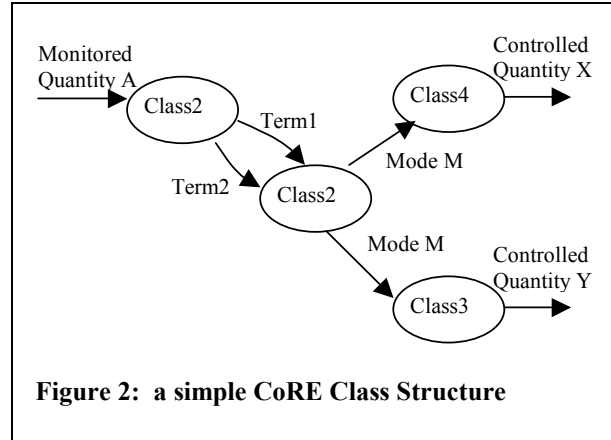 Monitored
Quantity A
Class2
Term1
Term2
Class2
Mode M
Class4
Controlled
Quantity X
Mode M
Class3
Controlled
Quantity Y
Figure 2: a simple CoRE Class Structure